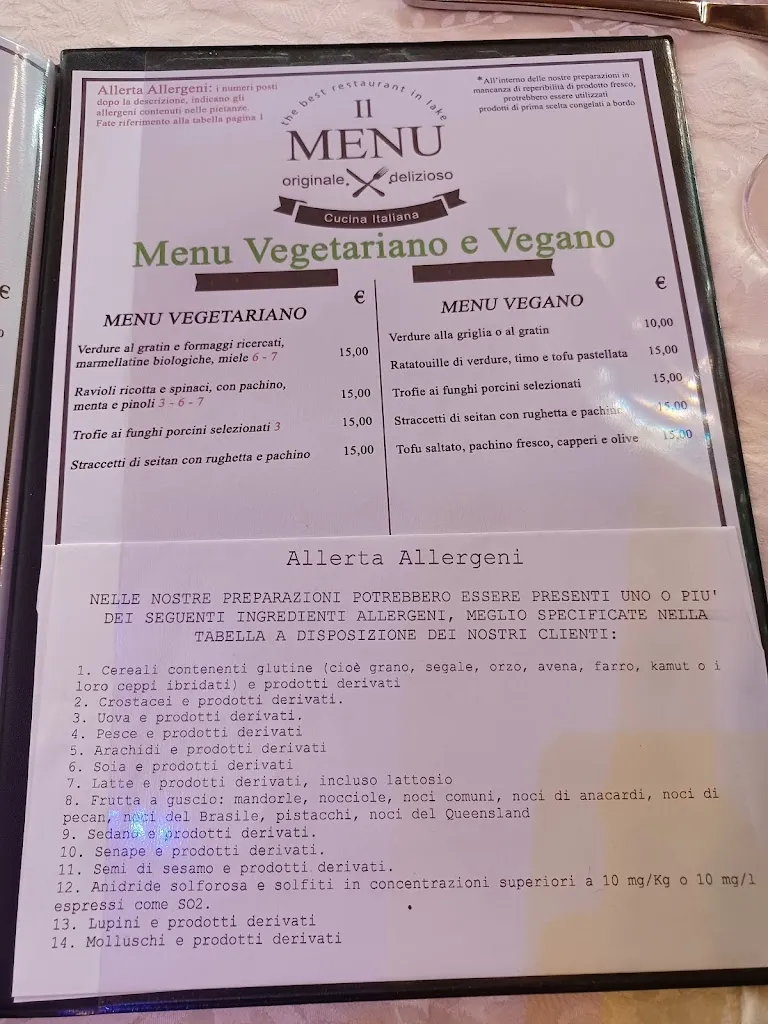 Allerta Allergeni: i numeri posti
dopo la descrizione, indicano gli
allergeni contenuti nelle pietanze.
Fate riferimento alla tabella pagina 1
the best restaurant in lake
Il
MENU
originale delizioso
Cucina Italiana
*All'interno delle nostre preparazioni in
mancanza di reperibilità di prodotto fresco,
potrebbero essere utilizzati
prodotti di prima scelta congelati a bordo
Menu Vegetariano e Vegano
€
MENU VEGETARIANO
Verdure al gratin e formaggi ricercati,
marmellatine biologiche, miele 6 - 7 15,00
Ravioli ricotta e spinaci, con pachino,
menta e pinoli 3 - 6 - 7 15,00
Trofie ai funghi porcini selezionati 3 15,00
Straccetti di seitan con rughetta e pachino 15,00
€
MENU VEGANO
Verdure alla griglia o al gratin 10,00
Ratatouille di verdure, timo e tofu pastellata 15,00
Trofie ai funghi porcini selezionati 15,00
Straccetti di seitan con rughetta e pachino 15,00
Tofu saltato, pachino fresco, capperi e olive 15,00
Allerta Allergeni
NELLE NOSTRE PREPARAZIONI POTREBBERO ESSERE PRESENTI UNO O PIU'
DEI SEGUENTI INGREDIENTI ALLERGENI, MEGLIO SPECIFICATE NELLA
TABELLA A DISPOSIZIONE DEI NOSTRI CLIENTI:
1. Cereali contenenti glutine (cioè grano, segale, orzo, avena, farro, kamut o i
loro ceppi ibridati) e prodotti derivati
2. Crostacei e prodotti derivati.
3. Uova e prodotti derivati.
4. Pesce e prodotti derivati
5. Arachidi e prodotti derivati
6. Soia e prodotti derivati
7. Latte e prodotti derivati, incluso lattosio
8. Frutta a guscio: mandorle, nocciole, noci comuni, noci di anacardi, noci di
pecan, noci del Brasile, pistacchi, noci del Queensland
9. Sedano e prodotti derivati.
10. Senape e prodotti derivati.
11. Semi di sesamo e prodotti derivati.
12. Anidride solforosa e solfiti in concentrazioni superiori a 10 mg/Kg o 10 mg/l
espressi come SO2.
13. Lupini e prodotti derivati
14. Molluschi e prodotti derivati